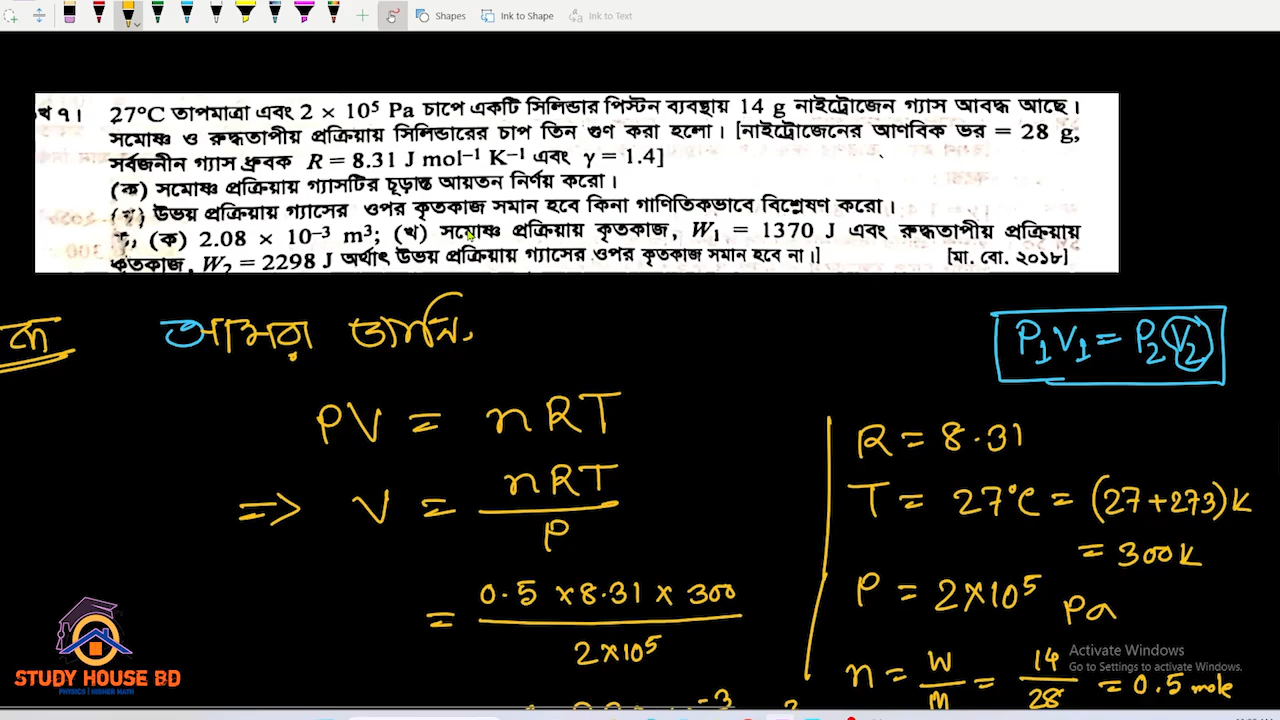 Shapes Ink to Shape Ink to Text
খ ৭। 27°C তাপমাত্রা এবং 2 × 10⁵ Pa চাপে একটি সিলিন্ডার পিস্টন ব্যবস্থায় 14 g নাইট্রোজেন গ্যাস আবদ্ধ আছে।
সমোষ্ণ ও রুদ্ধতাপীয় প্রক্রিয়ায় সিলিন্ডারের চাপ তিন গুণ করা হলো। [নাইট্রোজেনের আণবিক ভর = 28 g,
সর্বজনীন গ্যাস ধ্রুবক R = 8.31 J mol⁻¹ K⁻¹ এবং γ = 1.4]
(ক) সমোষ্ণ প্রক্রিয়ায় গ্যাসটির চূড়ান্ত আয়তন নির্ণয় করো।
(খ) উভয় প্রক্রিয়ায় গ্যাসের ওপর কৃতকাজ সমান হবে কিনা গাণিতিকভাবে বিশ্লেষণ করো।
(ক) 2.08 × 10⁻³ m³; (খ) সমোষ্ণ প্রক্রিয়ায় কৃতকাজ, W₁ = 1370 J এবং রুদ্ধতাপীয় প্রক্রিয়ায়
কৃতকাজ, W₂ = 2298 J অর্থাৎ উভয় প্রক্রিয়ায় গ্যাসের ওপর কৃতকাজ সমান হবে না।] [মা. বো. ২০১৮]
ক আমরা জানি,
P₁V₁ = P₂V₂
PV = nRT
=> V = nRT / P
= 0.5 × 8.31 × 300 / 2×10⁵
R = 8.31
T = 27°C = (27+273)K
= 300K
P = 2×10⁵ Pa
n = W/M = 14/28 = 0.5 mole
Activate Windows
Go to Settings to activate Windows.
STUDY HOUSE BD
PHYSICS | HIGHER MATH